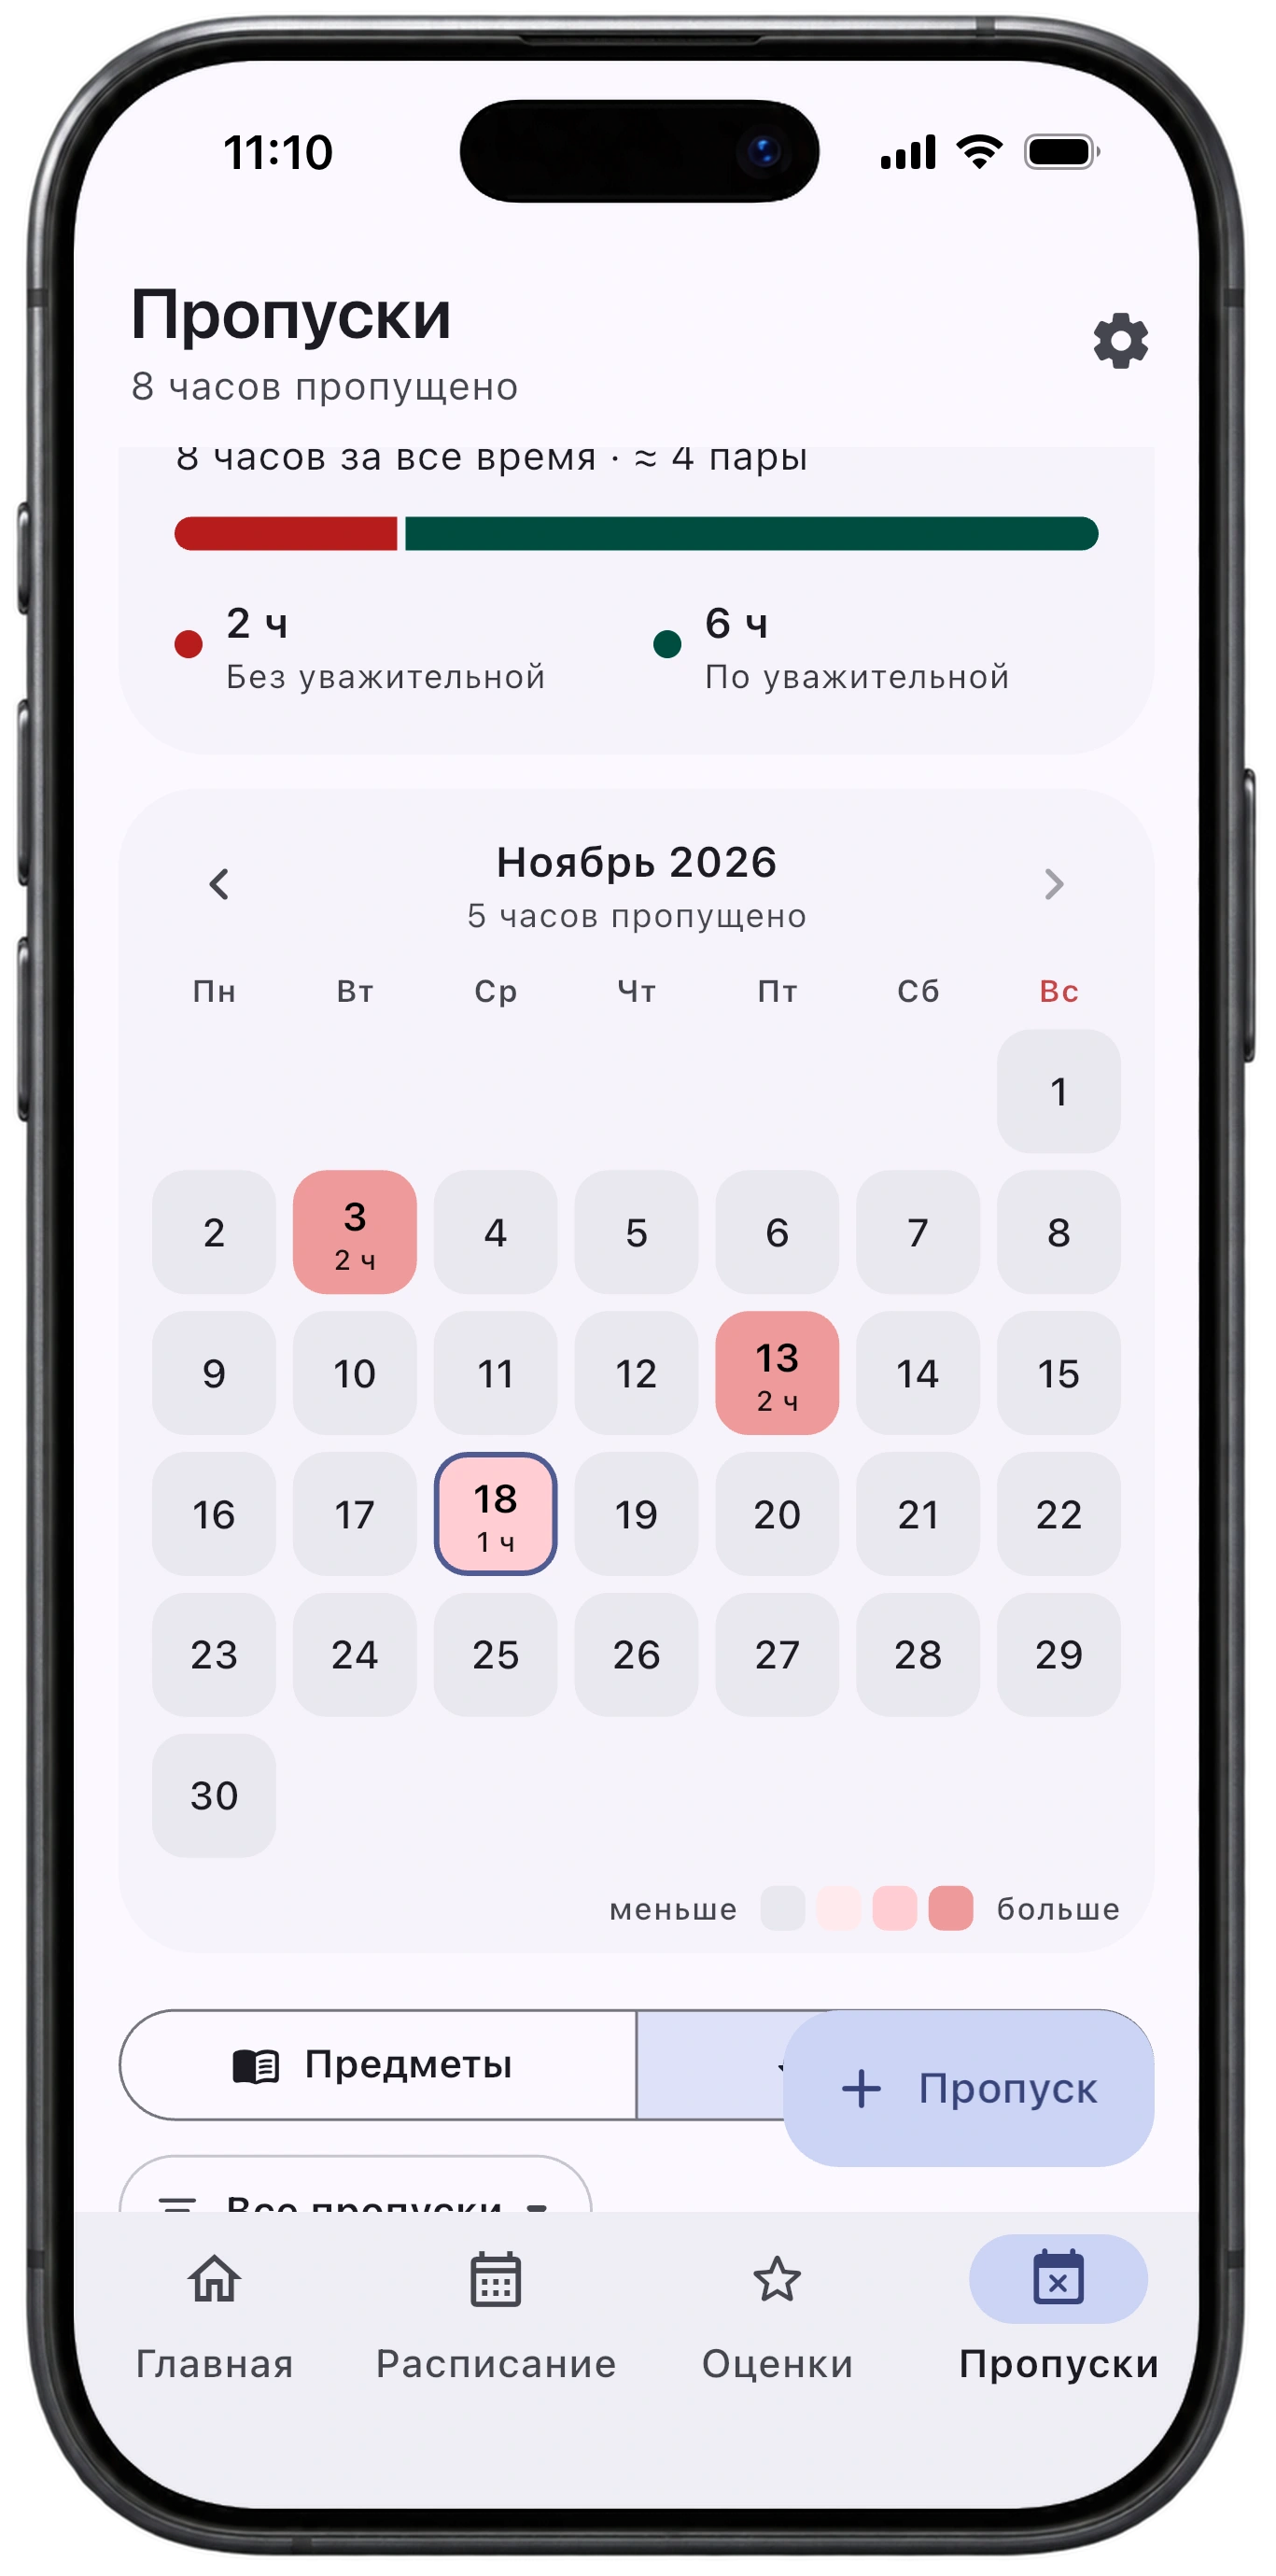 11:10
Пропуски
8 часов пропущено
8 часов за все время · ≈ 4 пары
2 ч
Без уважительной
6 ч
По уважительной
Ноябрь 2026
5 часов пропущено
Пн Вт Ср Чт Пт Сб Вс
1
2 3 4 5 6 7 8
2 ч
9 10 11 12 13 14 15
2 ч
16 17 18 19 20 21 22
1 ч
23 24 25 26 27 28 29
30
меньше больше
Предметы
+ Пропуск
Все пропуски
Главная Расписание Оценки Пропуски